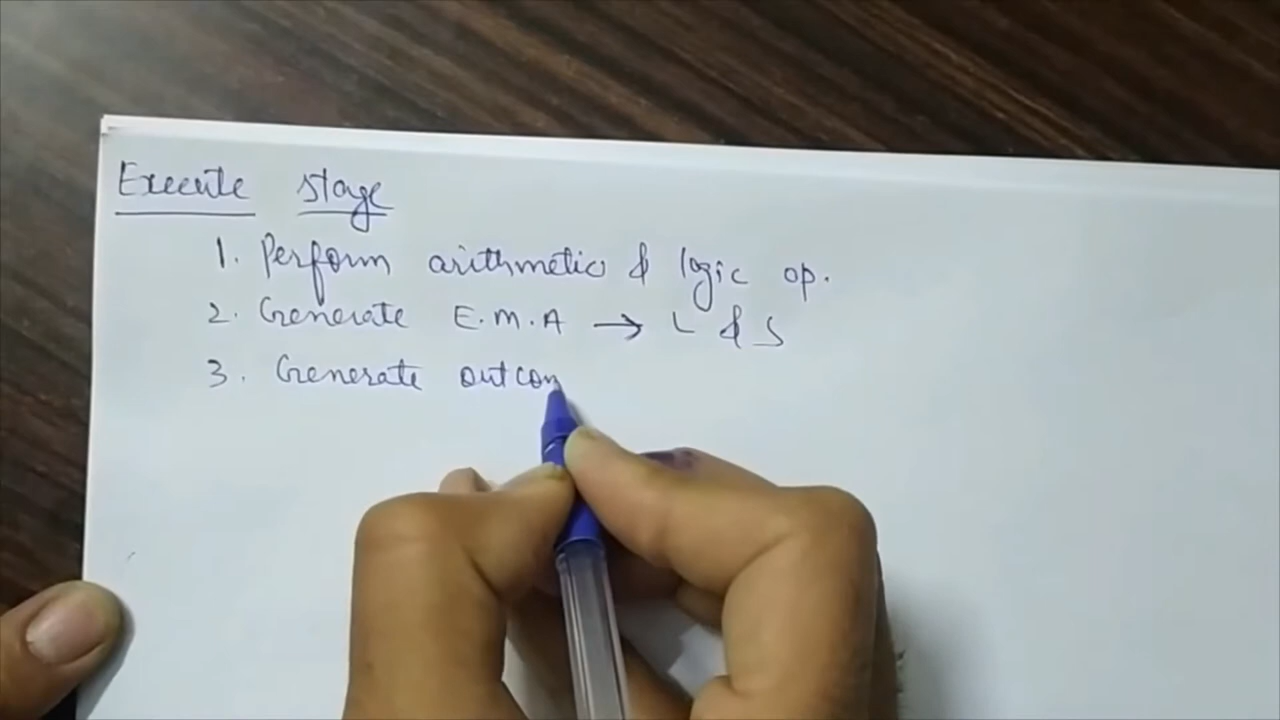 Execute stage
1. Perform arithmetic & logic op.
2. Generate E.M.A → L & S
3. Generate outcom